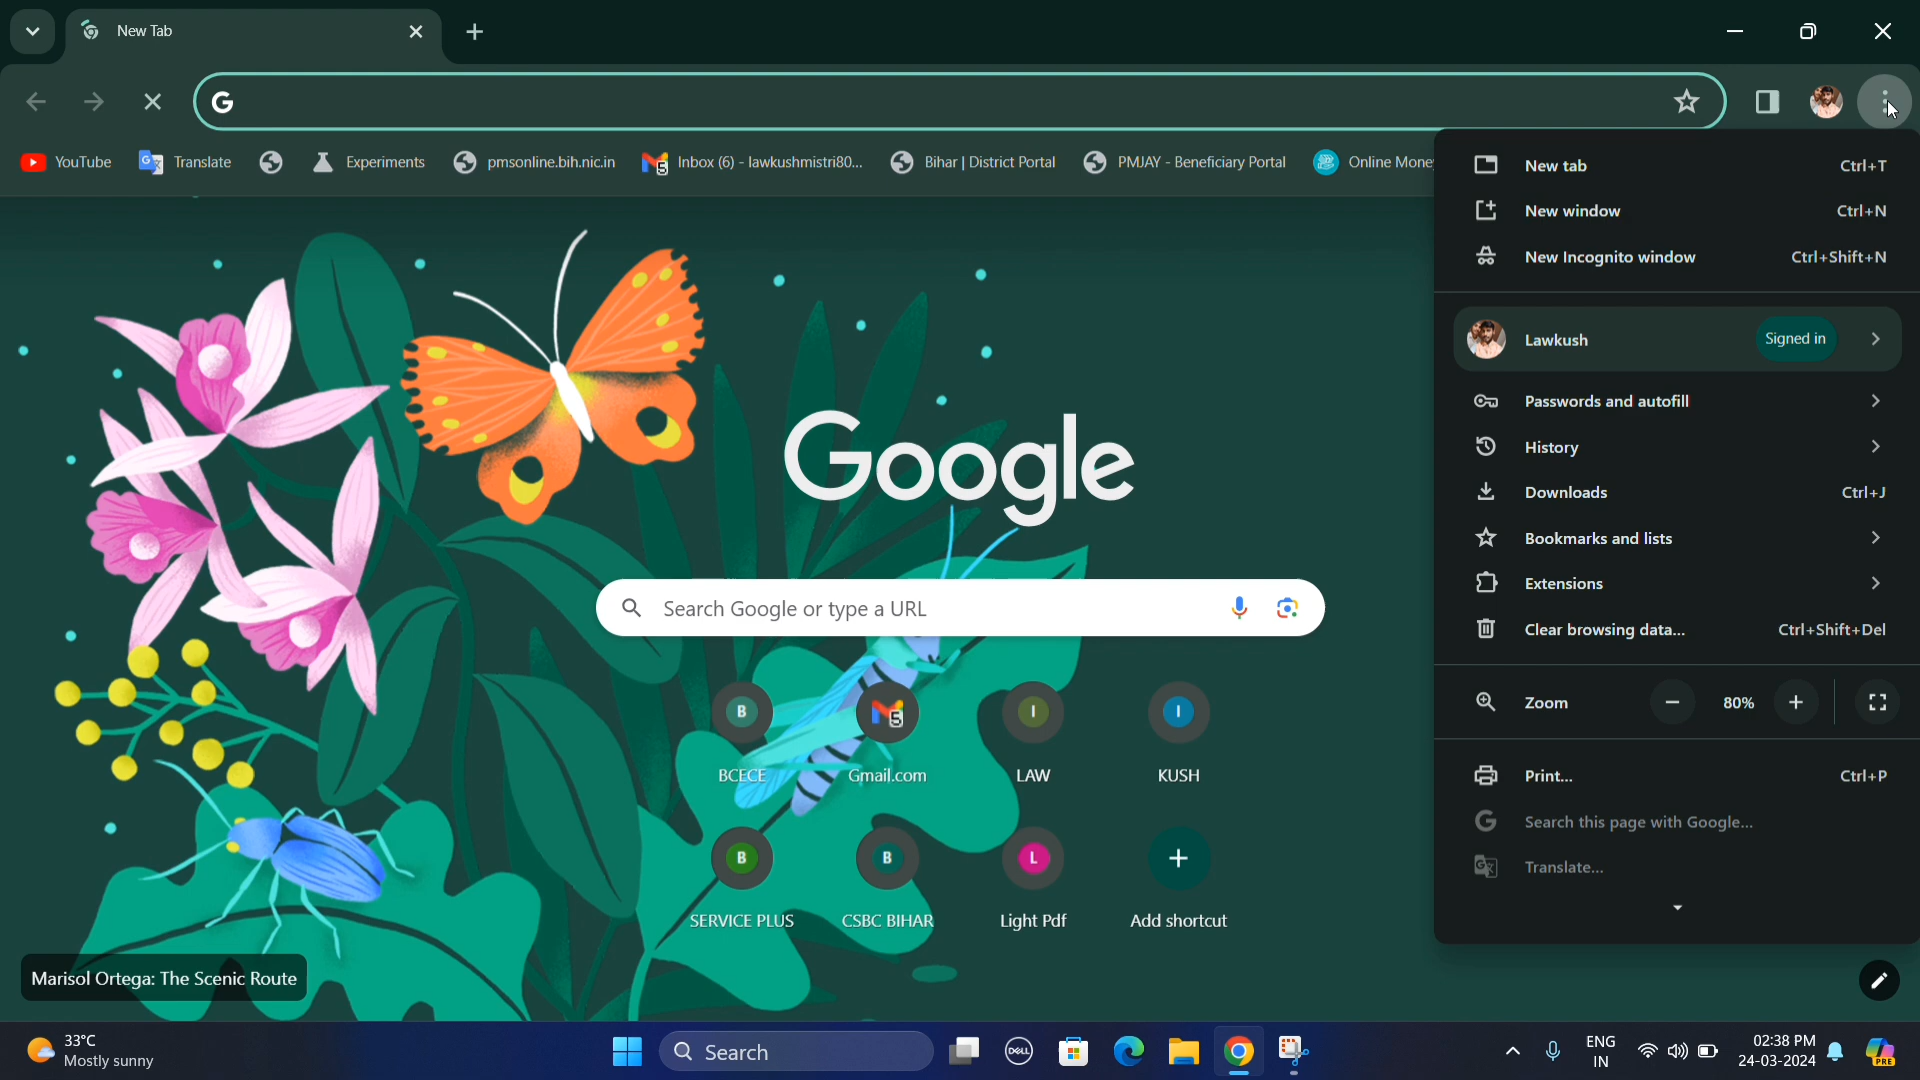 New Tab
YouTube
Translate
Experiments
pmsonline.bih.nic.in
Inbox (6) - lawkushmistri80...
Bihar | District Portal
PMJAY - Beneficiary Portal
Online Mone
New tab Ctrl+T
New window Ctrl+N
New Incognito window Ctrl+Shift+N
Lawkush Signed in
Passwords and autofill
History
Downloads Ctrl+J
Bookmarks and lists
Extensions
Clear browsing data... Ctrl+Shift+Del
Zoom 80%
Print... Ctrl+P
Search this page with Google...
Translate...
Google
Search Google or type a URL
BCECE Gmail.com LAW KUSH
SERVICE PLUS CSBC BIHAR Light Pdf Add shortcut
Marisol Ortega: The Scenic Route
33°C
Mostly sunny
Search
DELL
ENG
IN
02:38 PM
24-03-2024
PRE